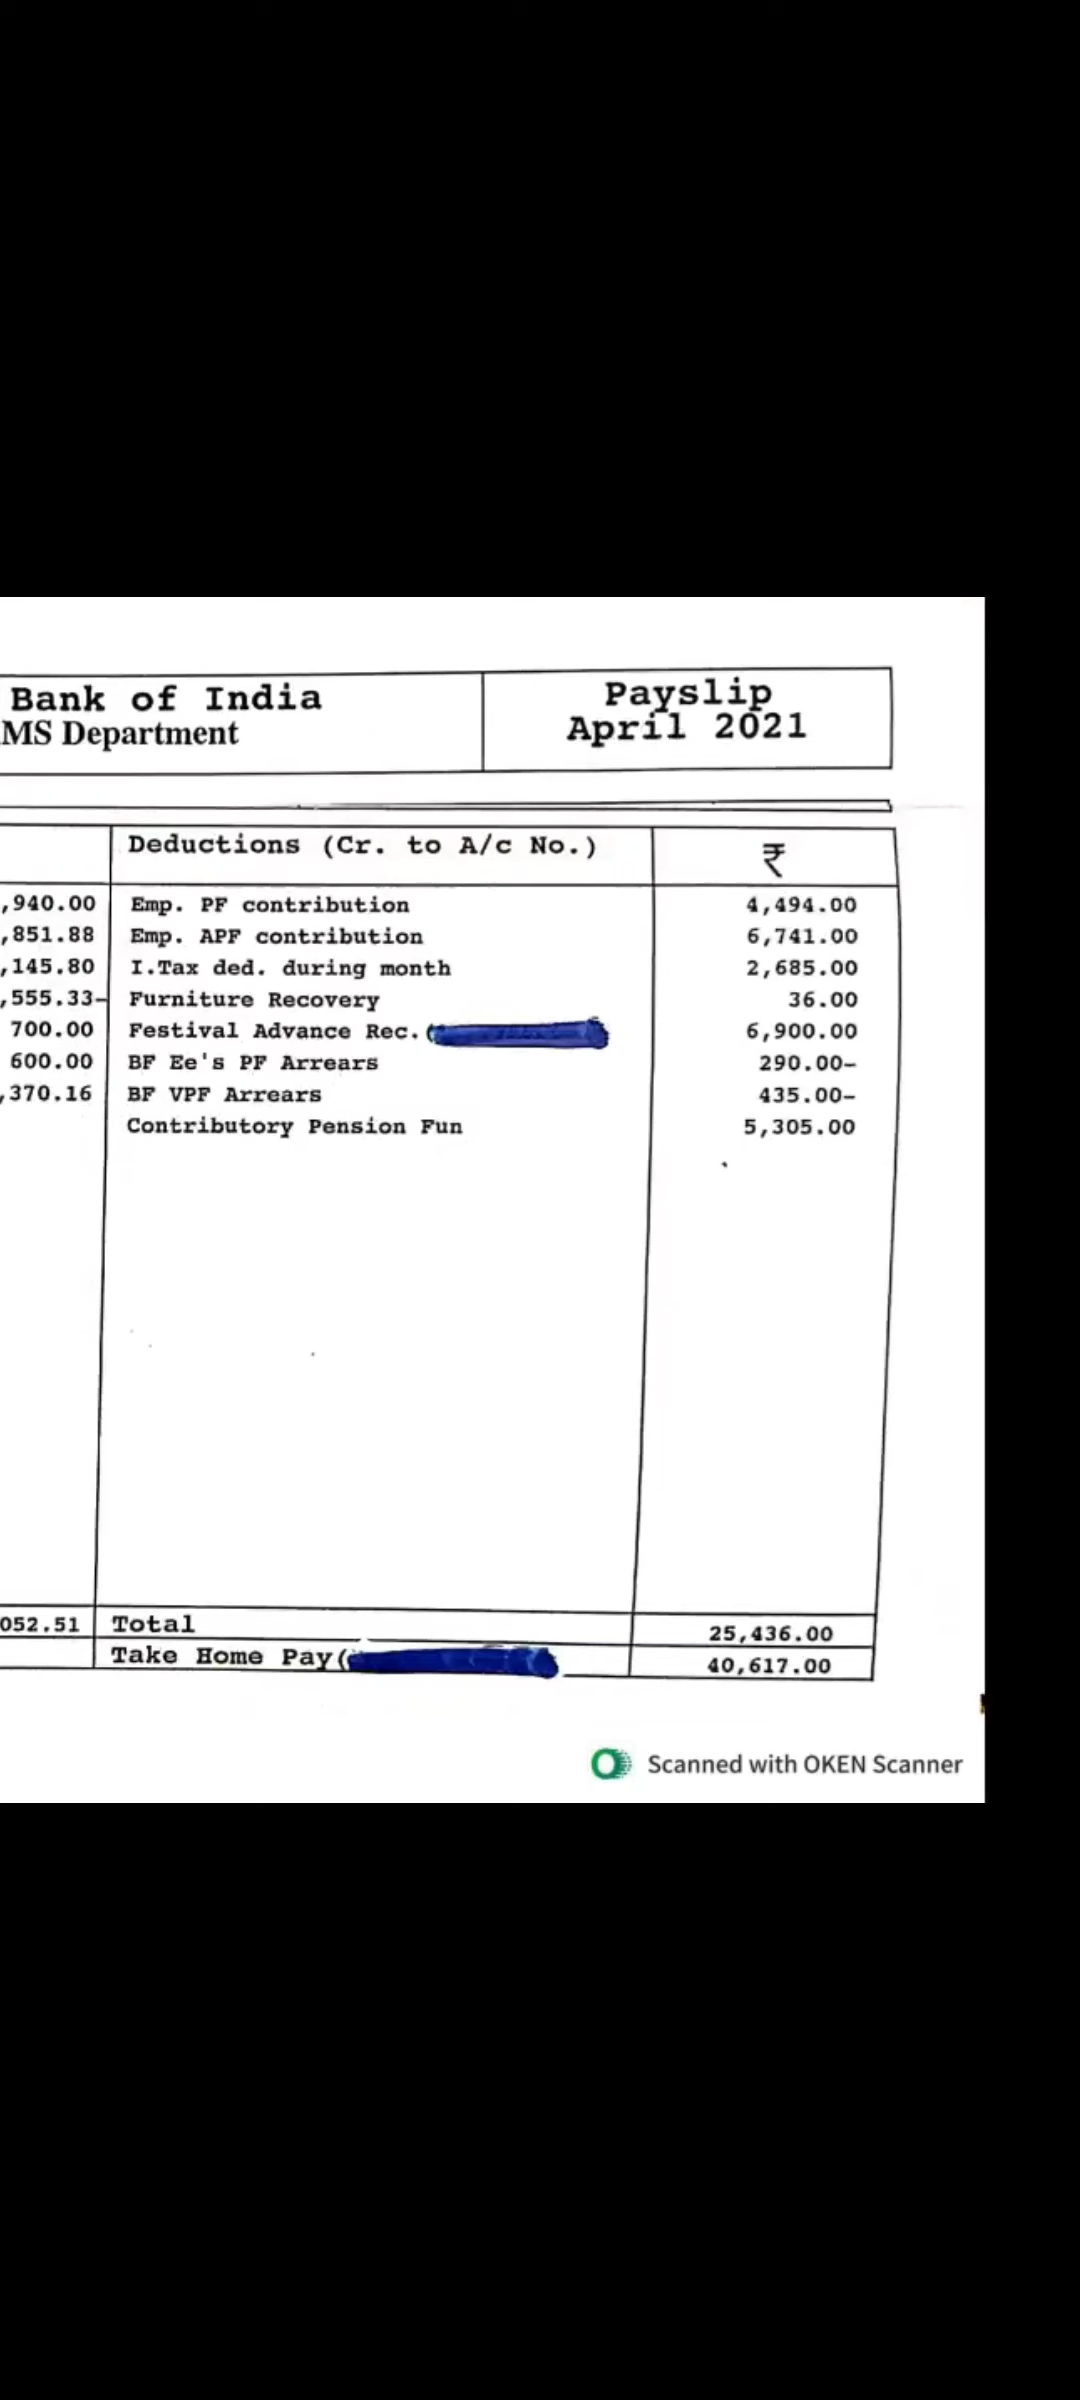 Bank of India
MS Department
Payslip
April 2021
Deductions (Cr. to A/c No.) ₹
,940.00 Emp. PF contribution 4,494.00
,851.88 Emp. APF contribution 6,741.00
,145.80 I.Tax ded. during month 2,685.00
,555.33- Furniture Recovery 36.00
700.00 Festival Advance Rec.( 6,900.00
600.00 BF Ee's PF Arrears 290.00-
,370.16 BF VPF Arrears 435.00-
Contributory Pension Fun 5,305.00
052.51 Total 25,436.00
Take Home Pay( 40,617.00
Scanned with OKEN Scanner